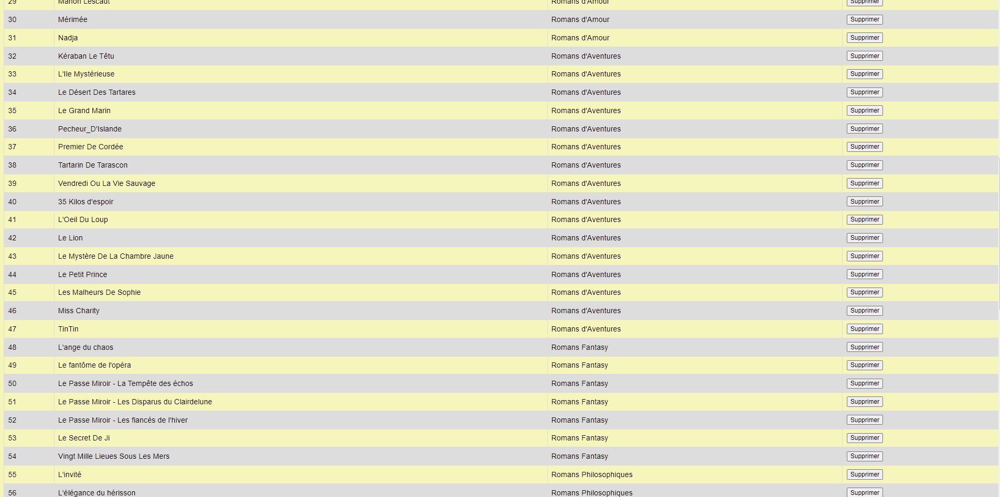 29 Manon Lescaut Romans d'Amour Supprimer
30 Mérimée Romans d'Amour Supprimer
31 Nadja Romans d'Amour Supprimer
32 Kéraban Le Têtu Romans d'Aventures Supprimer
33 L'Ile Mystérieuse Romans d'Aventures Supprimer
34 Le Désert Des Tartares Romans d'Aventures Supprimer
35 Le Grand Marin Romans d'Aventures Supprimer
36 Pecheur_D'Islande Romans d'Aventures Supprimer
37 Premier De Cordée Romans d'Aventures Supprimer
38 Tartarin De Tarascon Romans d'Aventures Supprimer
39 Vendredi Ou La Vie Sauvage Romans d'Aventures Supprimer
40 35 Kilos d'espoir Romans d'Aventures Supprimer
41 L'Oeil Du Loup Romans d'Aventures Supprimer
42 Le Lion Romans d'Aventures Supprimer
43 Le Mystère De La Chambre Jaune Romans d'Aventures Supprimer
44 Le Petit Prince Romans d'Aventures Supprimer
45 Les Malheurs De Sophie Romans d'Aventures Supprimer
46 Miss Charity Romans d'Aventures Supprimer
47 TinTin Romans d'Aventures Supprimer
48 L'ange du chaos Romans Fantasy Supprimer
49 Le fantôme de l'opéra Romans Fantasy Supprimer
50 Le Passe Miroir - La Tempête des échos Romans Fantasy Supprimer
51 Le Passe Miroir - Les Disparus du Clairdelune Romans Fantasy Supprimer
52 Le Passe Miroir - Les fiancés de l'hiver Romans Fantasy Supprimer
53 Le Secret De Ji Romans Fantasy Supprimer
54 Vingt Mille Lieues Sous Les Mers Romans Fantasy Supprimer
55 L'invité Romans Philosophiques Supprimer
56 L'élégance du hérisson Romans Philosophiques Supprimer